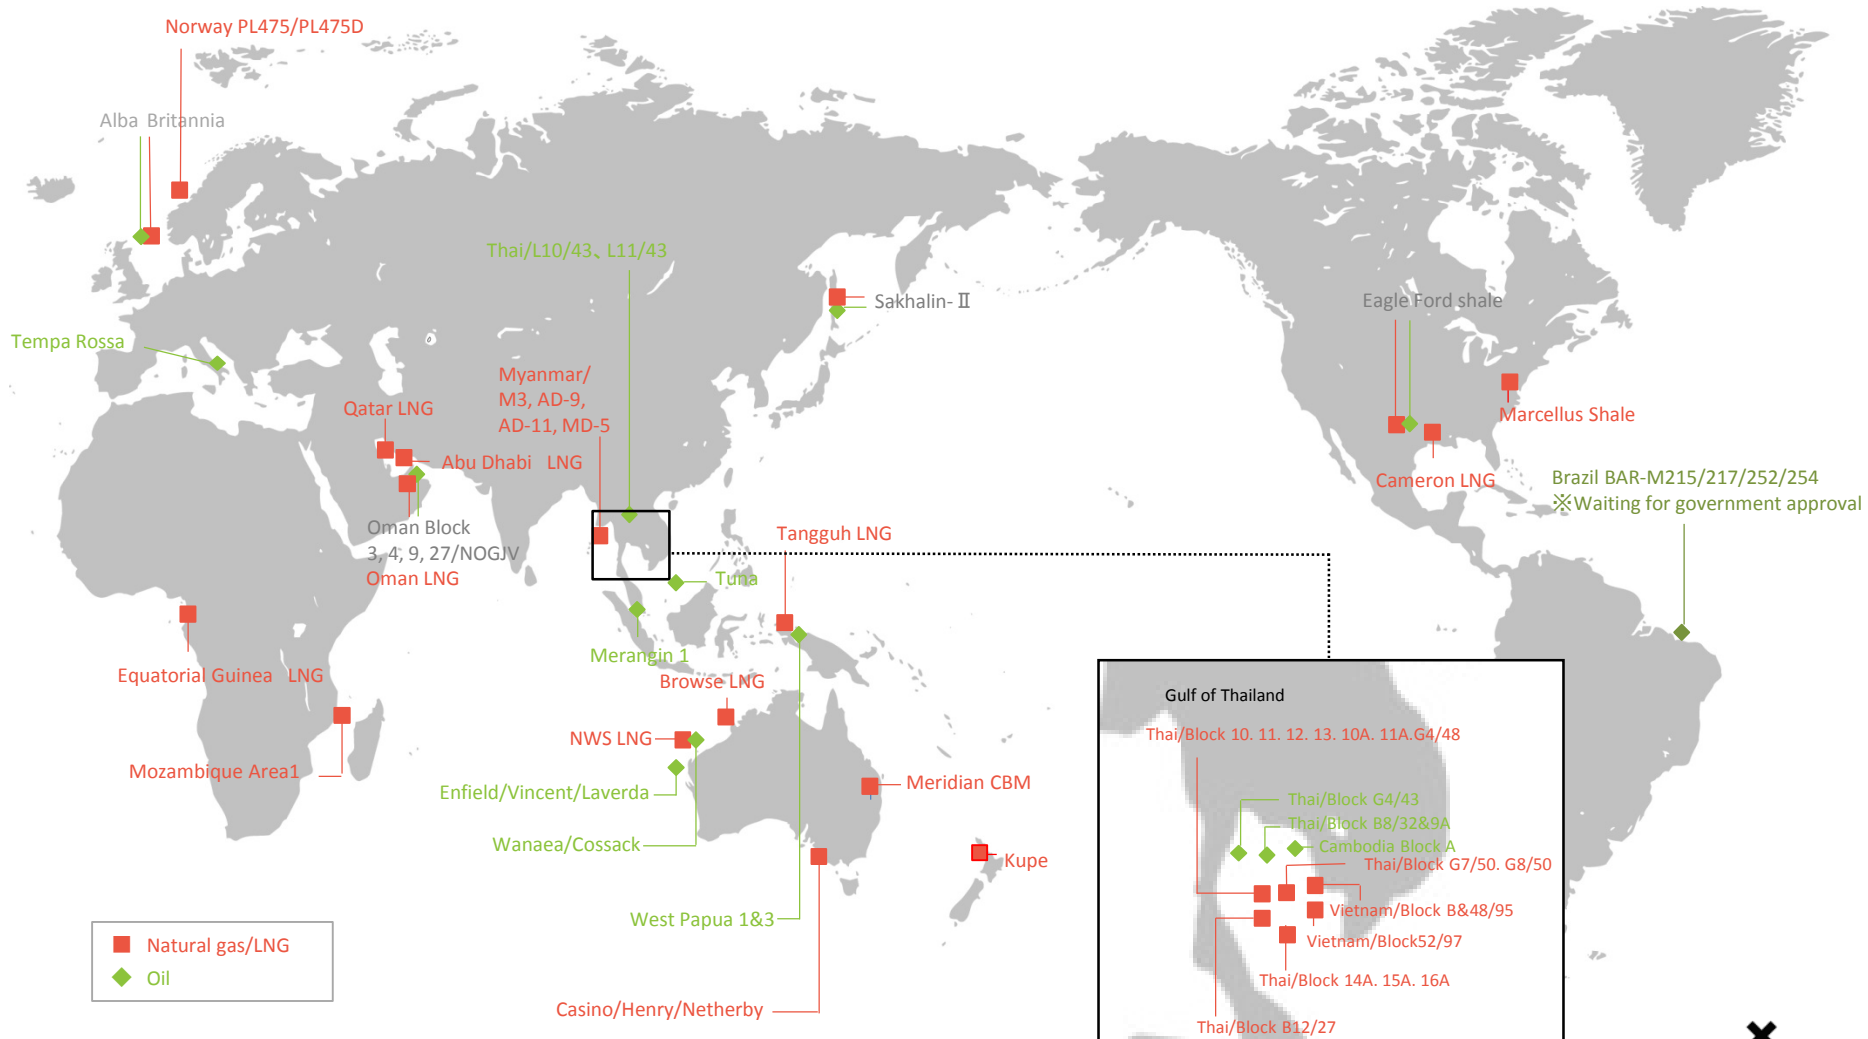 Norway PL475/PL475D
Alba Britannia
Thai/L10/43、L11/43
Sakhalin-Ⅱ
Eagle Ford shale
Tempa Rossa
Myanmar/
M3, AD-9,
AD-11, MD-5
Qatar LNG
Marcellus Shale
Abu Dhabi LNG
Cameron LNG
Brazil BAR-M215/217/252/254
※Waiting for government approval
Oman Block
3, 4, 9, 27/NOGJV
Oman LNG
Tangguh LNG
Tuna
Merangin 1
Equatorial Guinea LNG
Browse LNG
NWS LNG
Mozambique Area1
Enfield/Vincent/Laverda
Meridian CBM
Wanaea/Cossack
Kupe
West Papua 1&3
Casino/Henry/Netherby
Natural gas/LNG
Oil
Gulf of Thailand
Thai/Block 10. 11. 12. 13. 10A. 11A.G4/48
Thai/Block G4/43
Thai/Block B8/32&9A
Cambodia Block A
Thai/Block G7/50. G8/50
Vietnam/Block B&48/95
Vietnam/Block52/97
Thai/Block 14A. 15A. 16A
Thai/Block B12/27